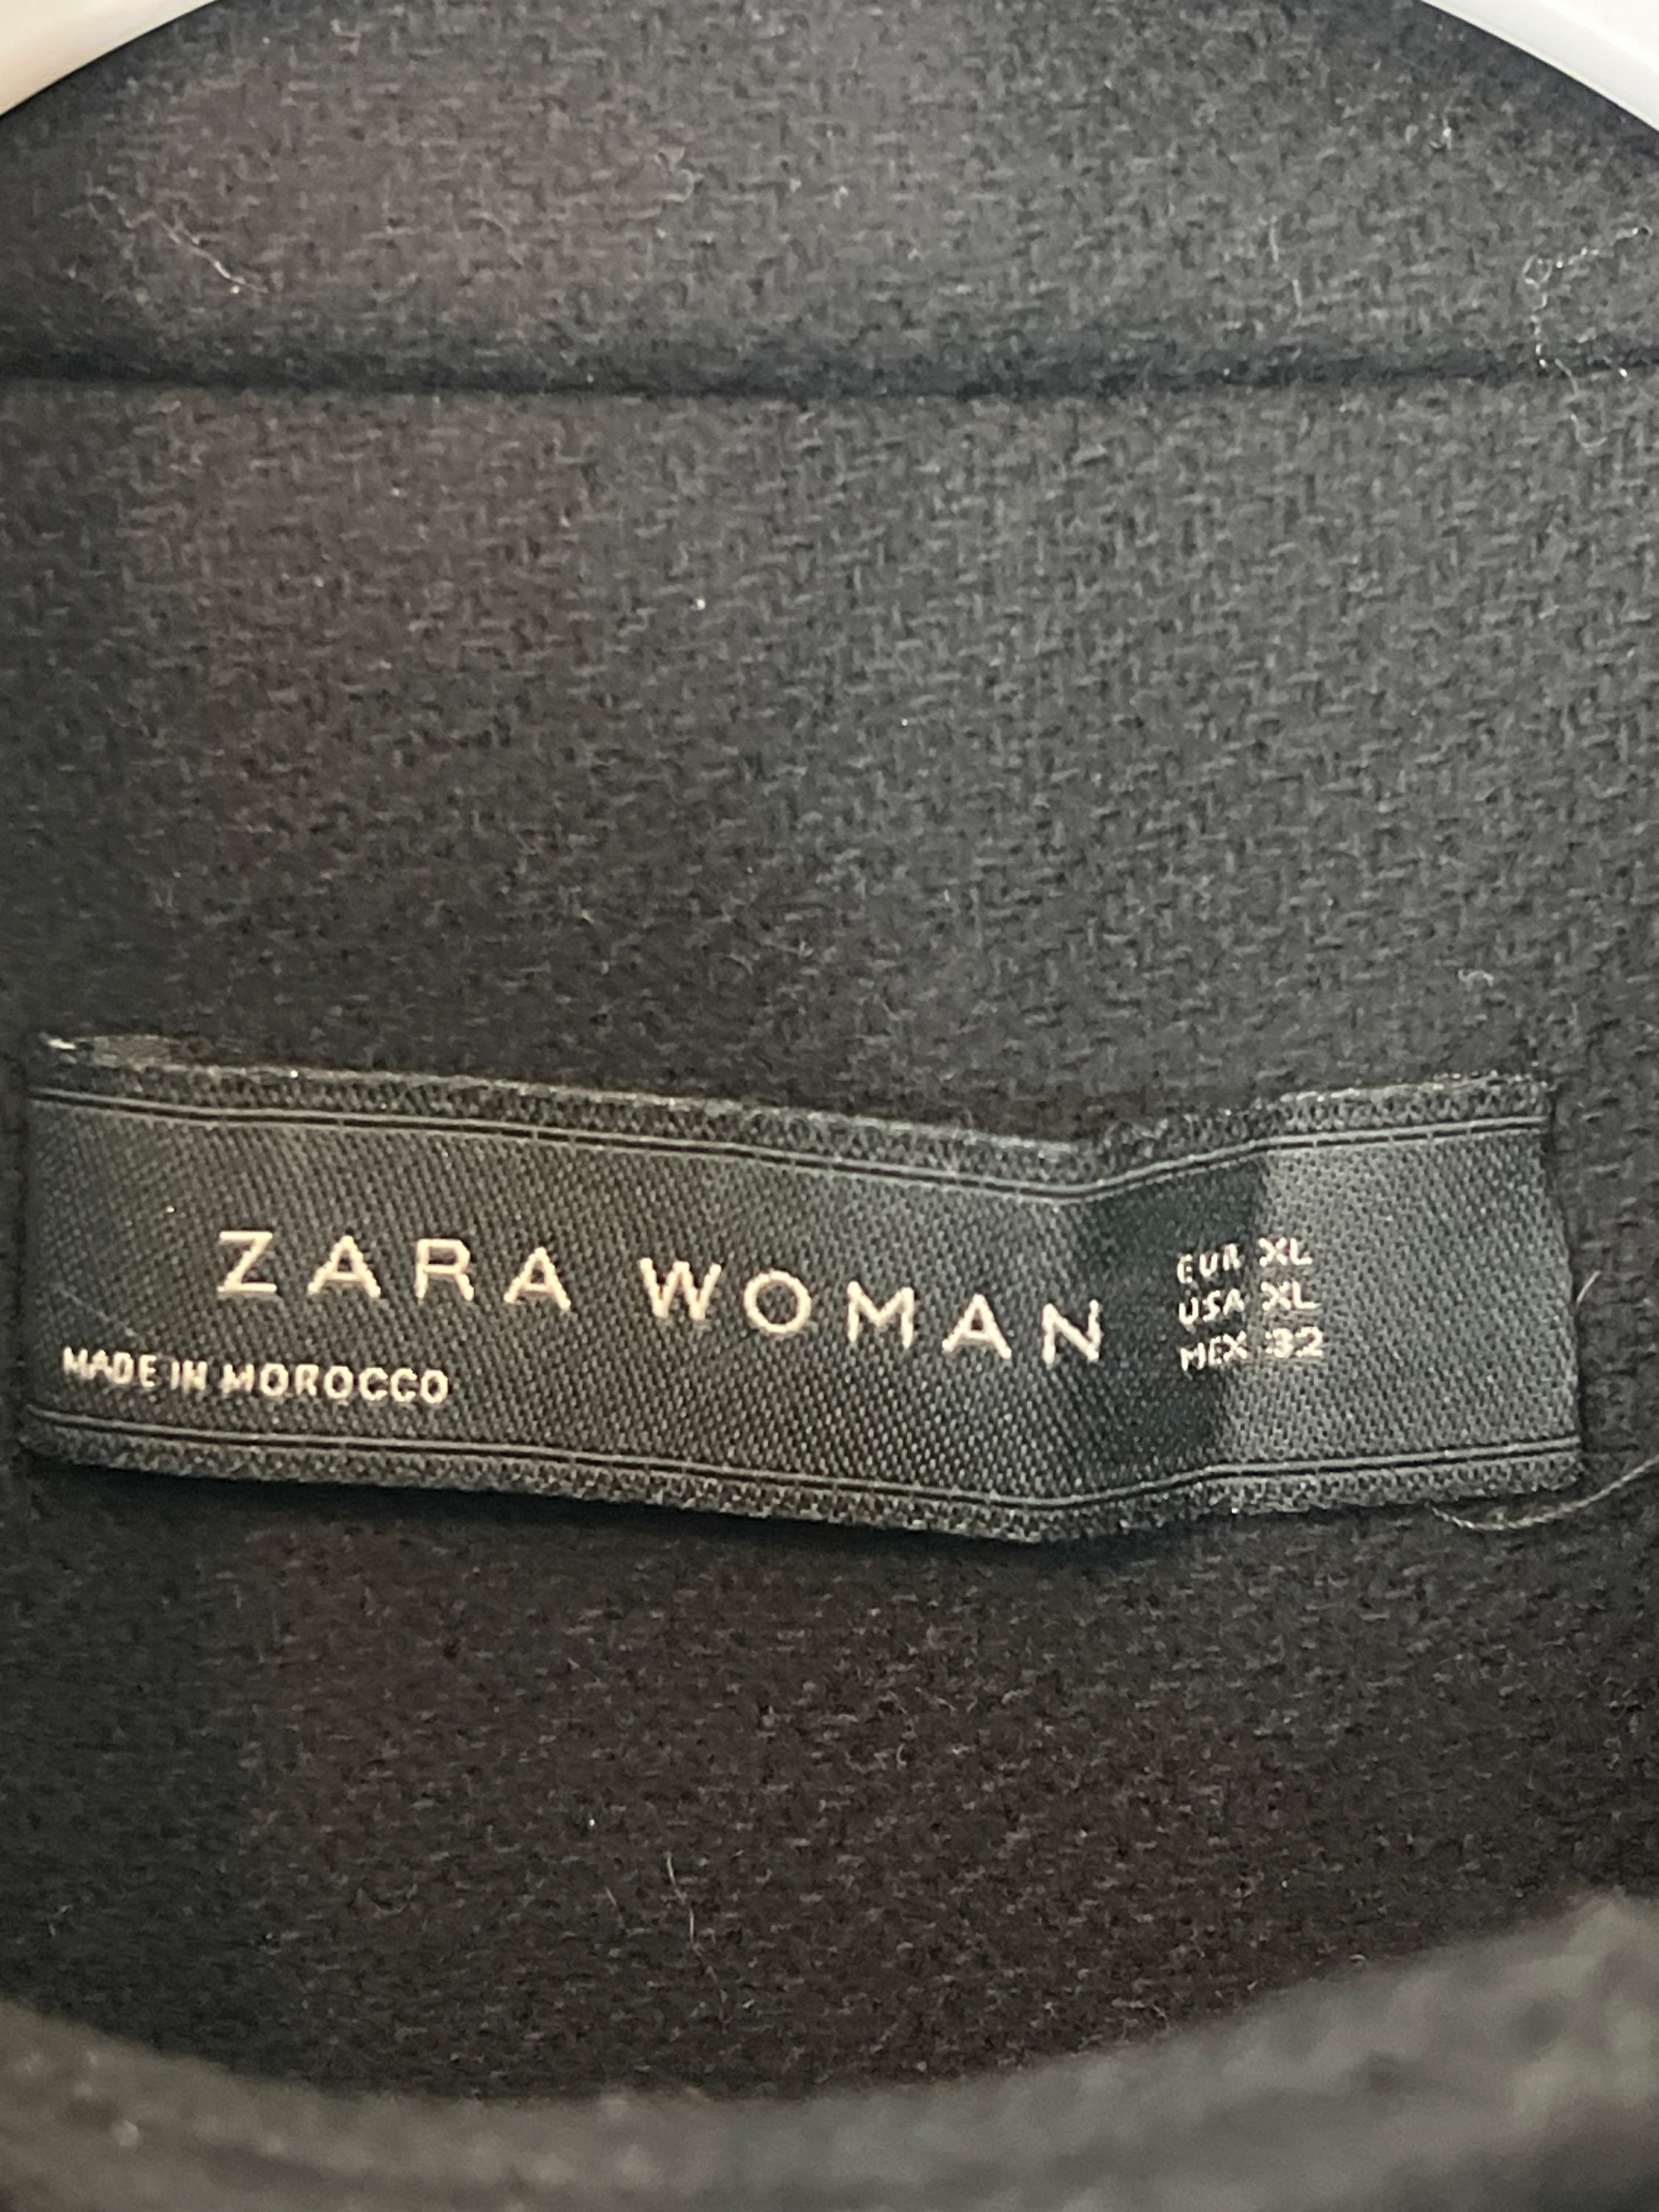 ZARA WOMAN
MADE IN MOROCCO
EUR XL
USA XL
MEX 32